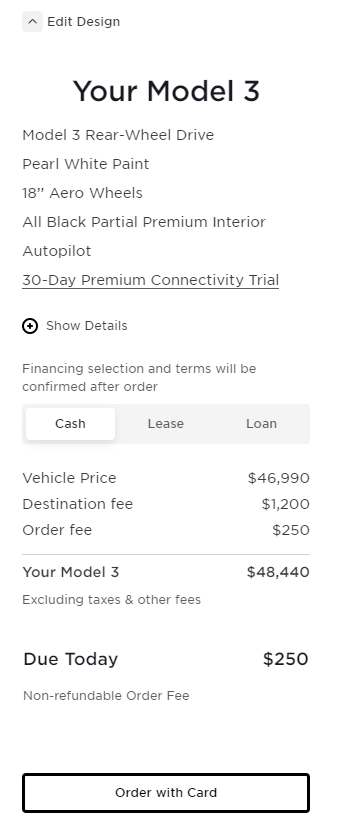 Edit Design
Your Model 3
Model 3 Rear-Wheel Drive
Pearl White Paint
18’’ Aero Wheels
All Black Partial Premium Interior
Autopilot
30-Day Premium Connectivity Trial
Show Details
Financing selection and terms will be
confirmed after order
Cash Lease Loan
Vehicle Price $46,990
Destination fee $1,200
Order fee $250
Your Model 3 $48,440
Excluding taxes & other fees
Due Today $250
Non-refundable Order Fee
Order with Card